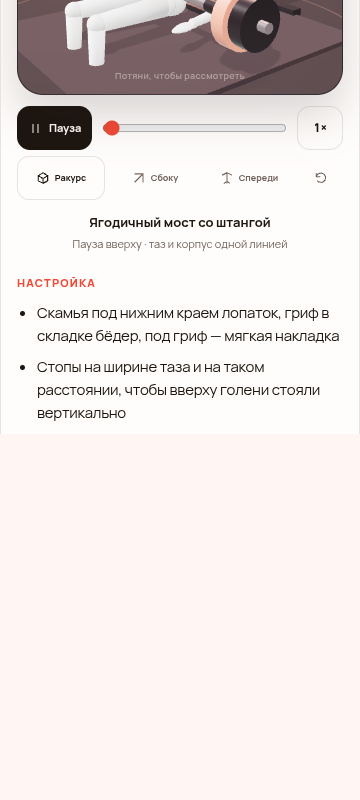 Потяни, чтобы рассмотреть
Пауза
1×
Ракурс
Сбоку
Спереди
Ягодичный мост со штангой
Пауза вверху · таз и корпус одной линией
НАСТРОЙКА
• Скамья под нижним краем лопаток, гриф в
складке бёдер, под гриф — мягкая накладка
• Стопы на ширине таза и на таком
расстоянии, чтобы вверху голени стояли
вертикально